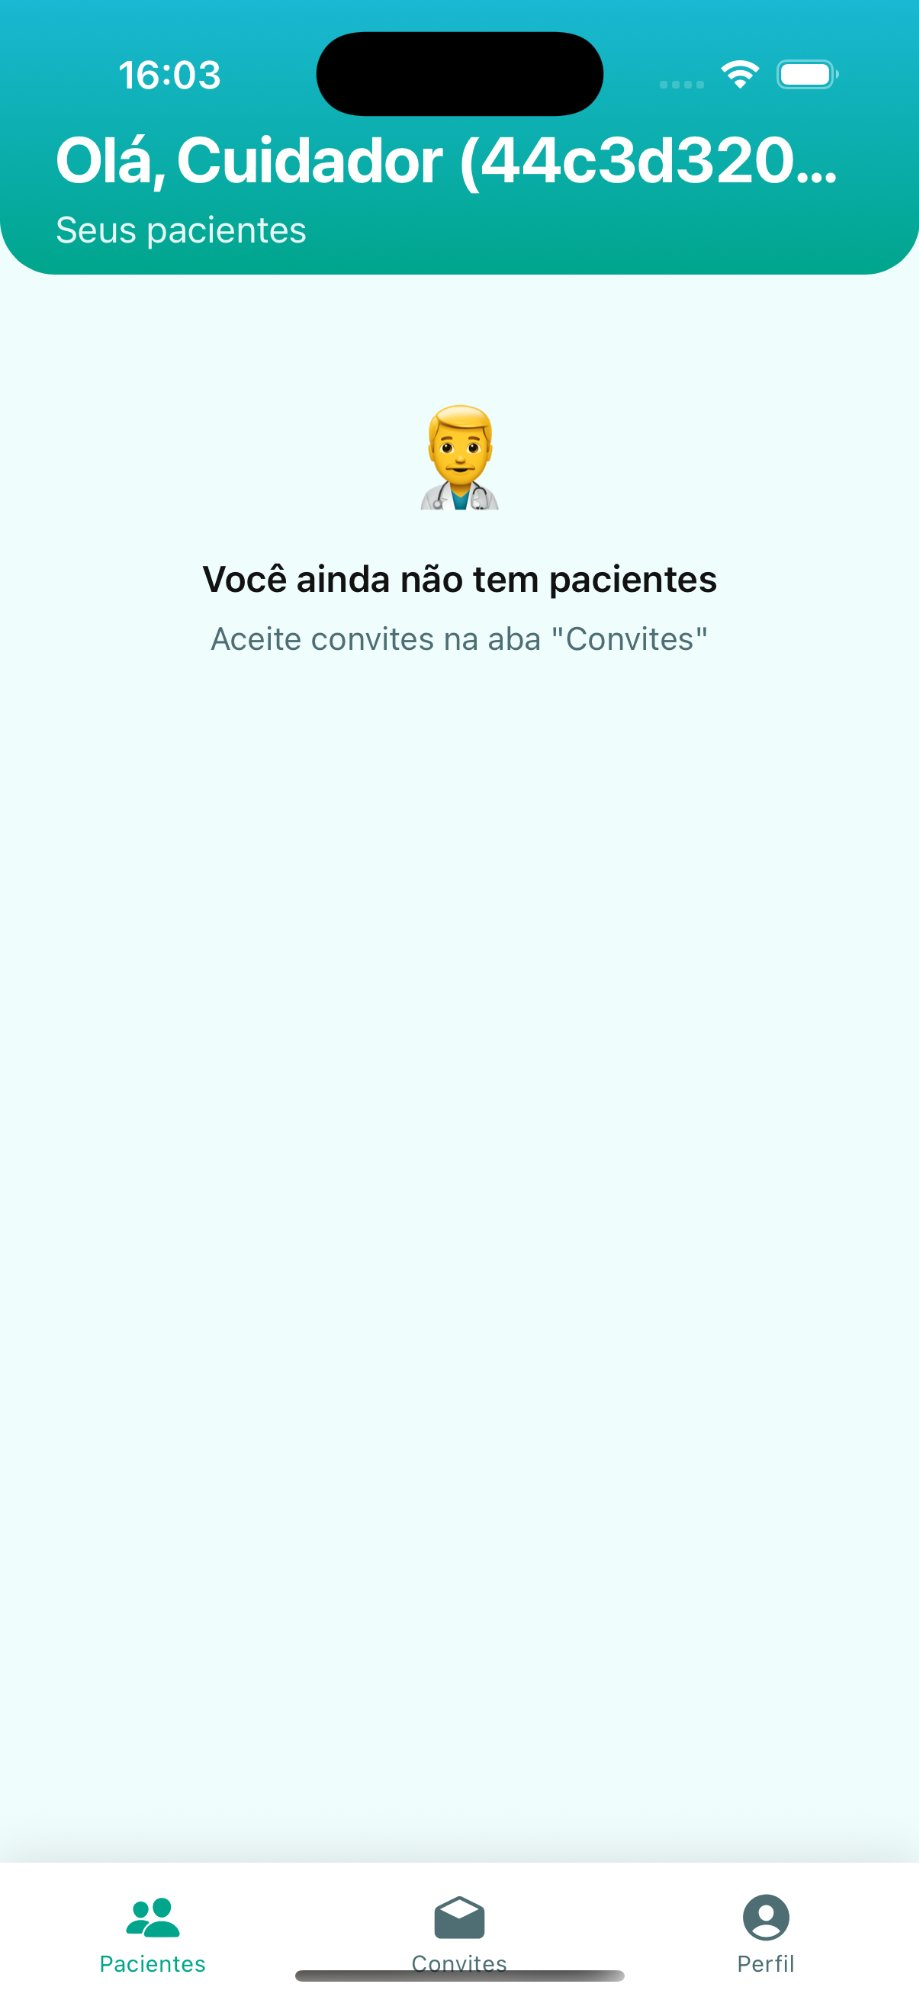 16:03
Olá, Cuidador (44c3d320...
Seus pacientes
Você ainda não tem pacientes
Aceite convites na aba "Convites"
Pacientes
Convites
Perfil